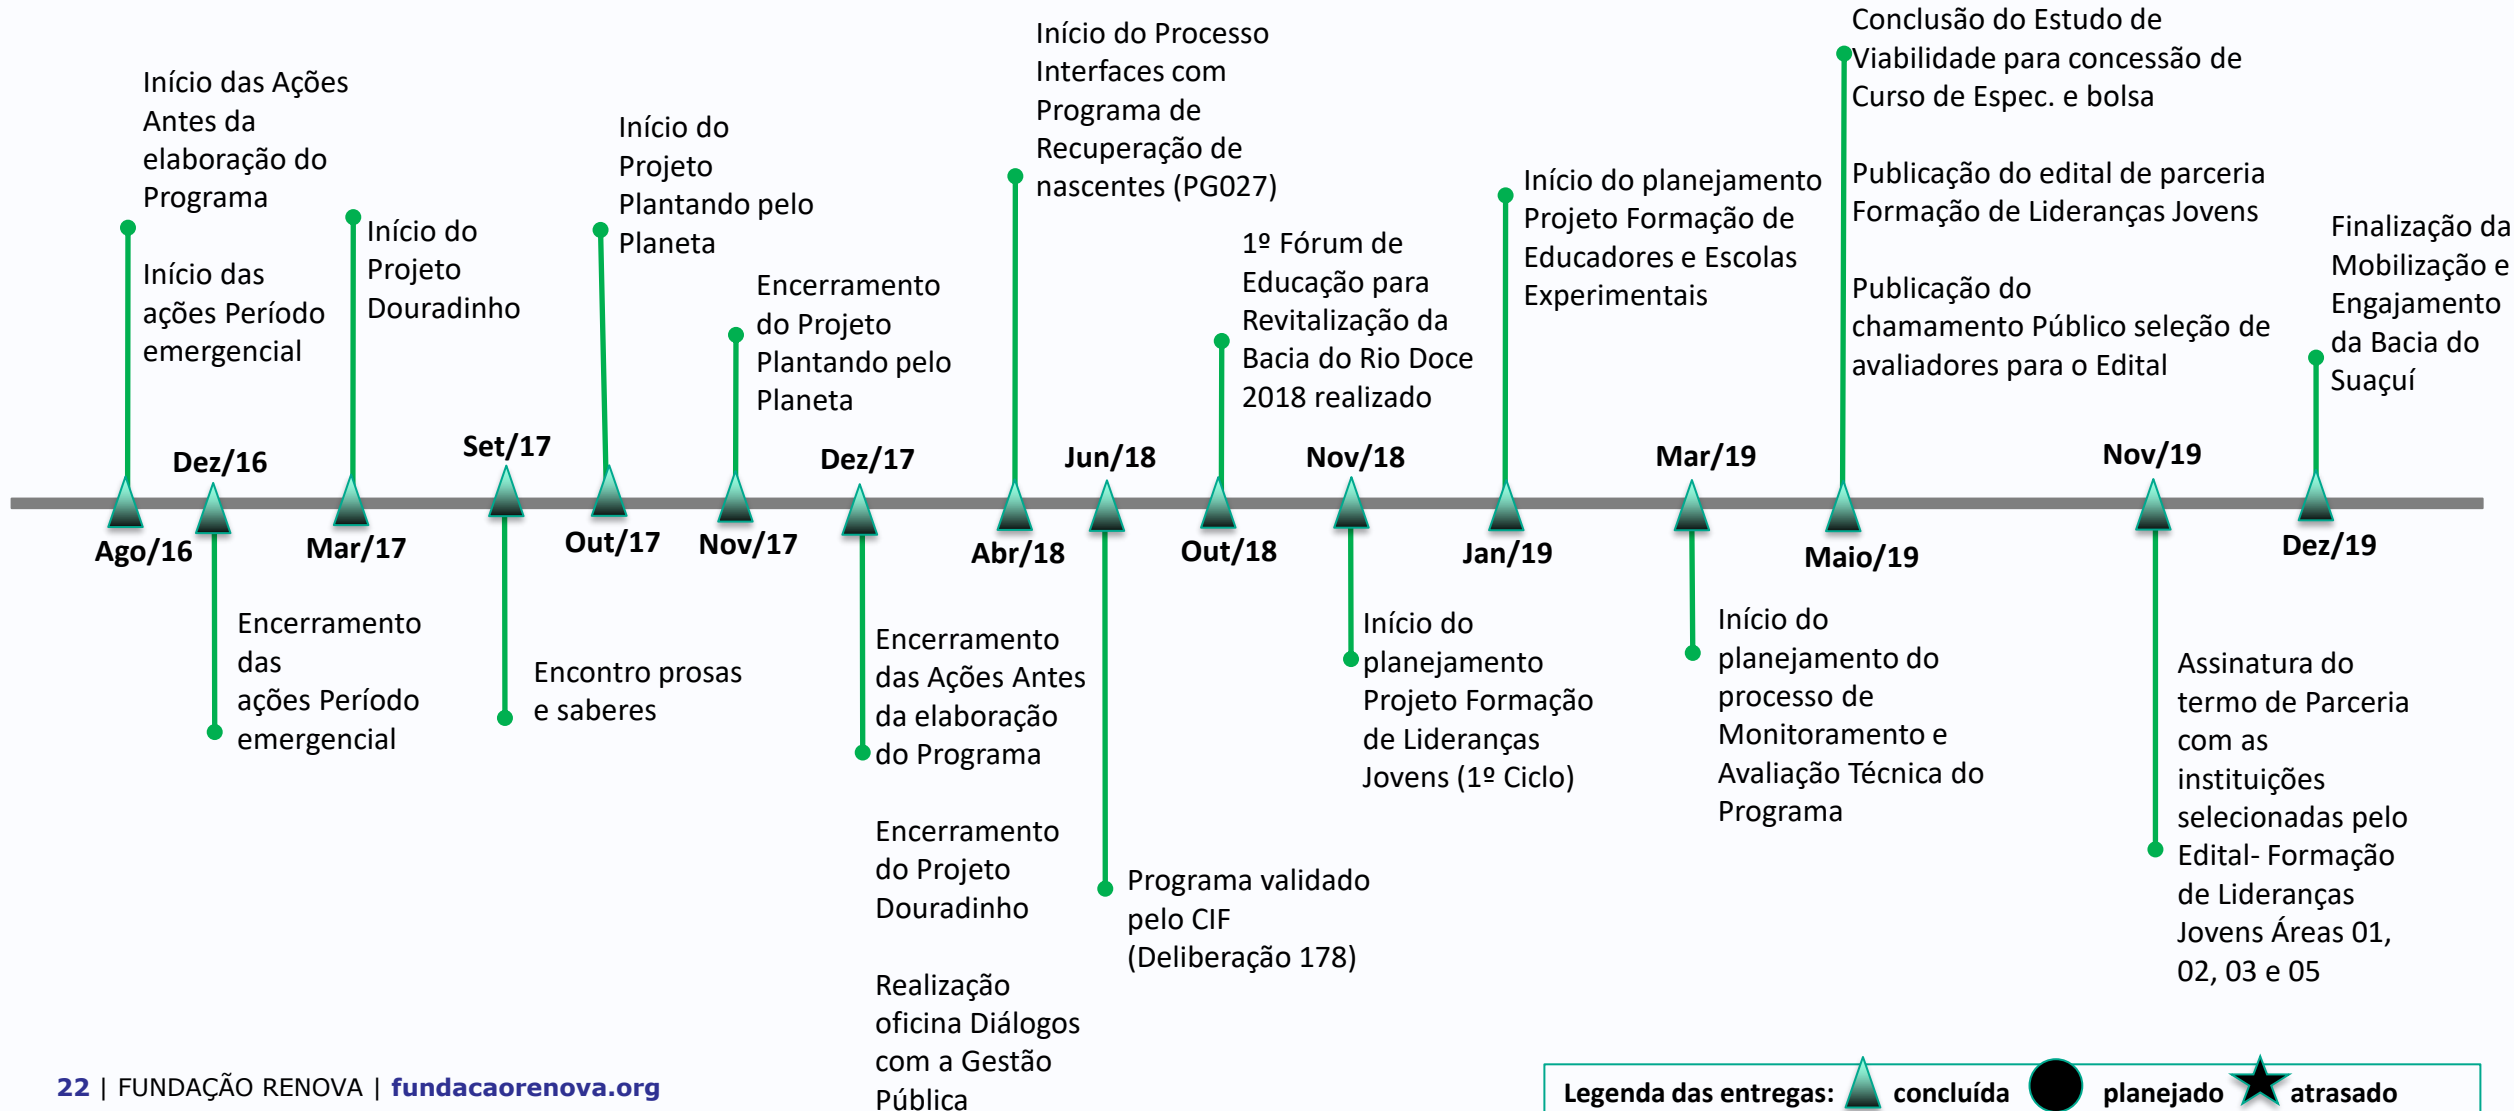 Início das Ações
Antes da
elaboração do
Programa
Início das
ações Período
emergencial
Ago/16
Dez/16
Encerramento
das
ações Período
emergencial
Início do
Projeto
Douradinho
Mar/17
Set/17
Encontro prosas
e saberes
Início do
Projeto
Plantando pelo
Planeta
Out/17
Encerramento
do Projeto
Plantando pelo
Planeta
Nov/17
Dez/17
Encerramento
das Ações Antes
da elaboração
do Programa
Encerramento
do Projeto
Douradinho
Realização
oficina Diálogos
com a Gestão
Pública
Início do Processo
Interfaces com
Programa de
Recuperação de
nascentes (PG027)
Abr/18
Jun/18
Programa validado
pelo CIF
(Deliberação 178)
1º Fórum de
Educação para
Revitalização da
Bacia do Rio Doce
2018 realizado
Out/18
Nov/18
Início do
planejamento
Projeto Formação
de Lideranças
Jovens (1º Ciclo)
Início do planejamento
Projeto Formação de
Educadores e Escolas
Experimentais
Jan/19
Mar/19
Início do
planejamento do
processo de
Monitoramento e
Avaliação Técnica do
Programa
Conclusão do Estudo de
Viabilidade para concessão de
Curso de Espec. e bolsa
Publicação do edital de parceria
Formação de Lideranças Jovens
Publicação do
chamamento Público seleção de
avaliadores para o Edital
Maio/19
Nov/19
Assinatura do
termo de Parceria
com as
instituições
selecionadas pelo
Edital- Formação
de Lideranças
Jovens Áreas 01,
02, 03 e 05
Finalização da
Mobilização e
Engajamento
da Bacia do
Suaçuí
Dez/19
22 | FUNDAÇÃO RENOVA | fundacaorenova.org
Legenda das entregas: concluída planejado atrasado